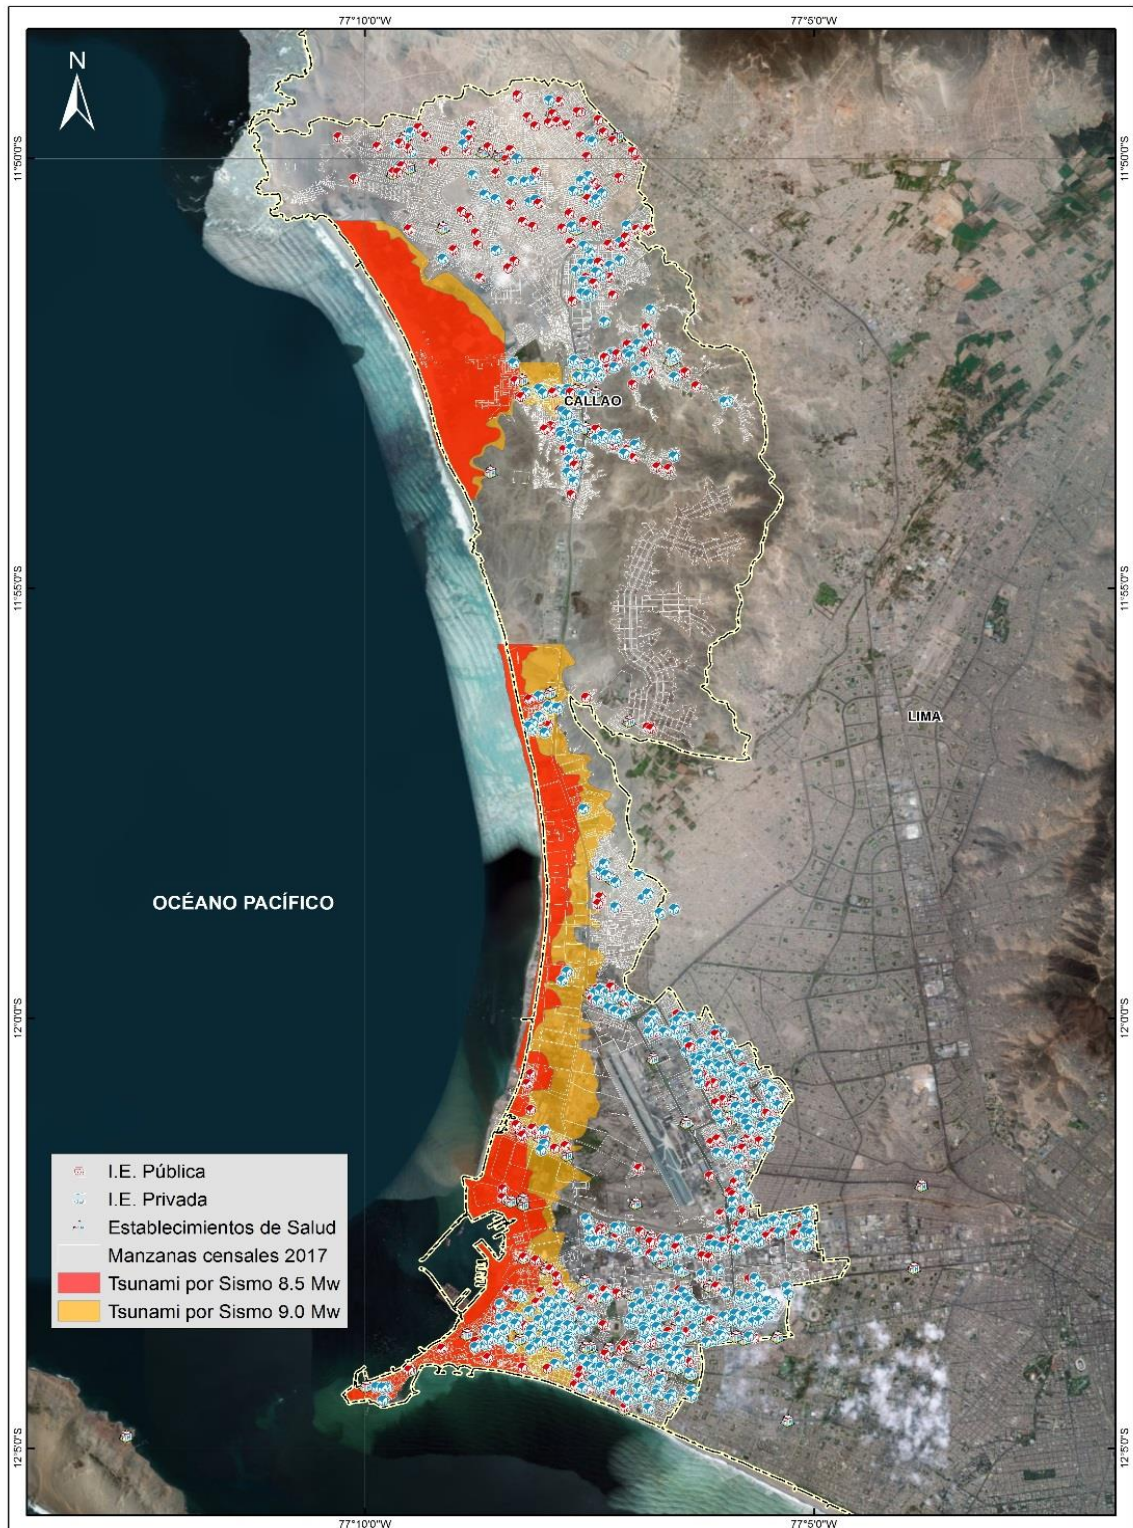 77°10'0"W
77°5'0"W
N
11°50'0"S
11°50'0"S
CALLAO
11°55'0"S
11°55'0"S
LIMA
OCÉANO PACÍFICO
12°0'0"S
12°0'0"S
I.E. Pública
I.E. Privada
Establecimientos de Salud
Manzanas censales 2017
Tsunami por Sismo 8.5 Mw
Tsunami por Sismo 9.0 Mw
12°5'0"S
12°5'0"S
77°10'0"W
77°5'0"W